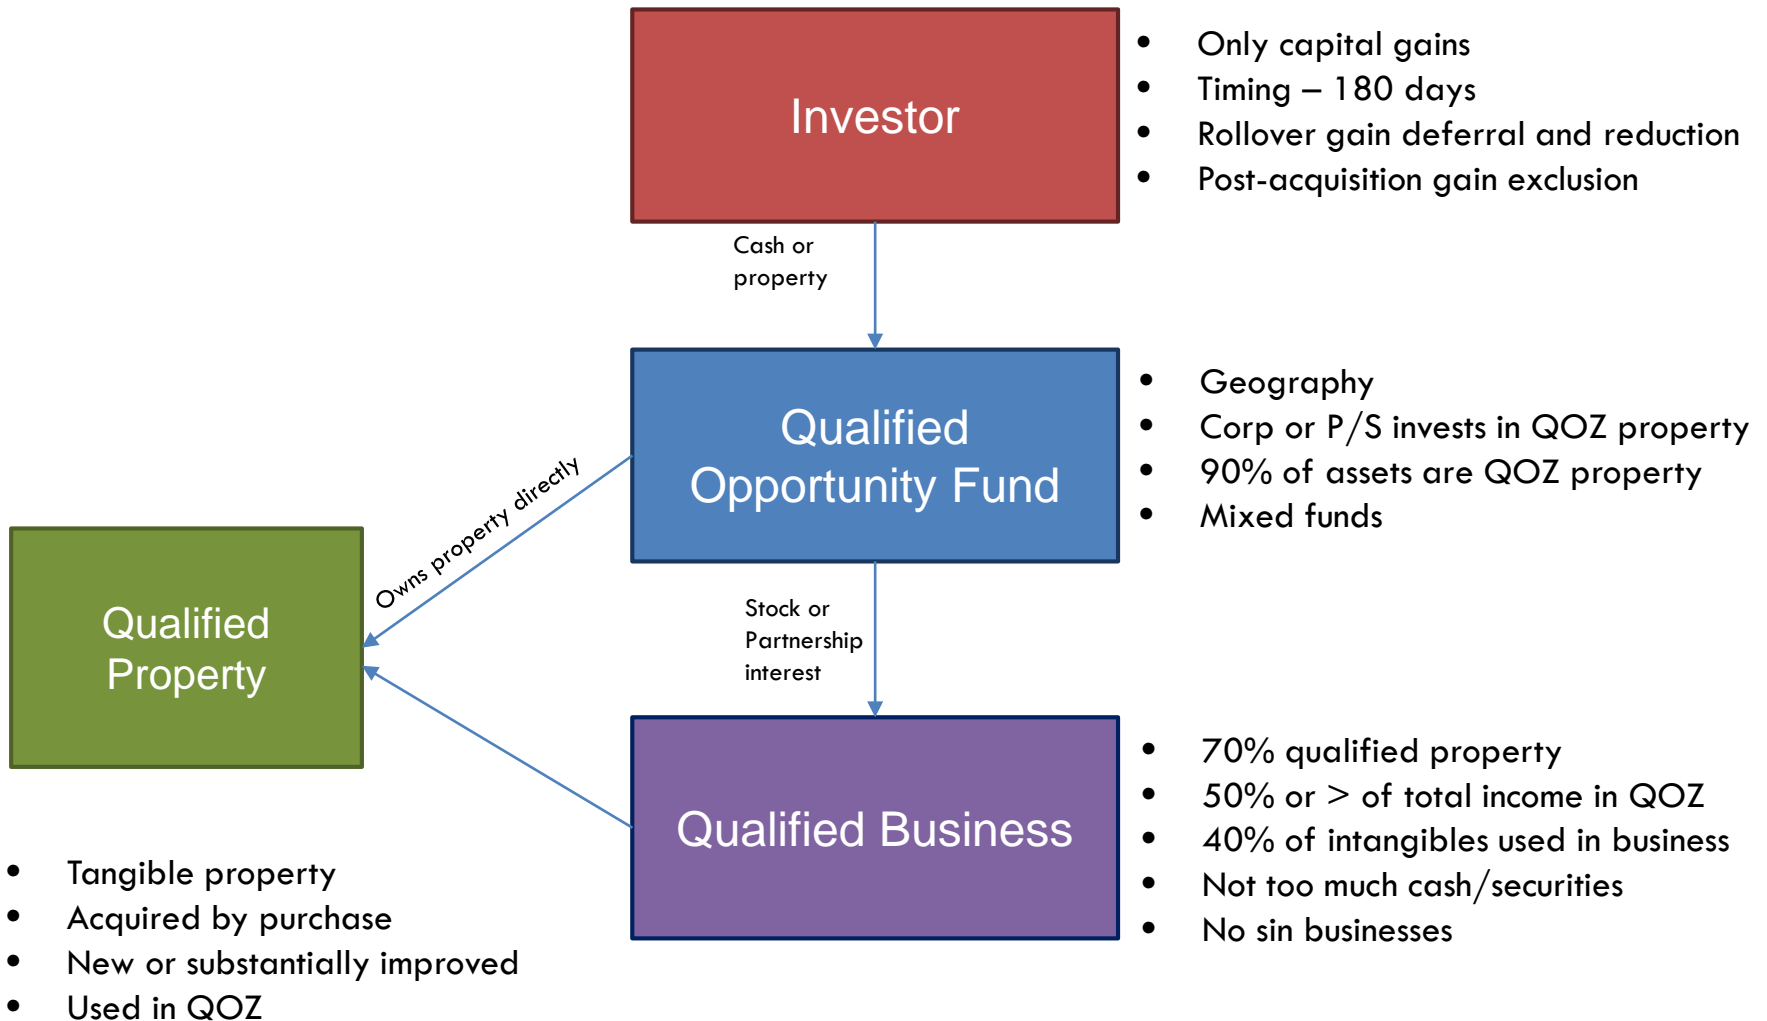 Investor
• Only capital gains
• Timing – 180 days
• Rollover gain deferral and reduction
• Post-acquisition gain exclusion
Cash or
property
Qualified
Opportunity Fund
• Geography
• Corp or P/S invests in QOZ property
• 90% of assets are QOZ property
• Mixed funds
Owns property directly
Qualified
Property
Stock or
Partnership
interest
Qualified Business
• 70% qualified property
• 50% or > of total income in QOZ
• 40% of intangibles used in business
• Not too much cash/securities
• No sin businesses
• Tangible property
• Acquired by purchase
• New or substantially improved
• Used in QOZ